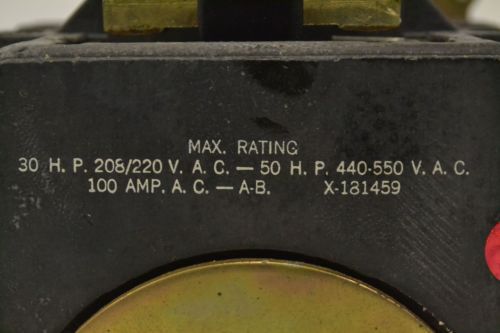 MAX. RATING
30 H. P. 208/220 V. A. C. — 50 H. P. 440-550 V. A. C.
100 AMP. A. C. — A-B. X-181459